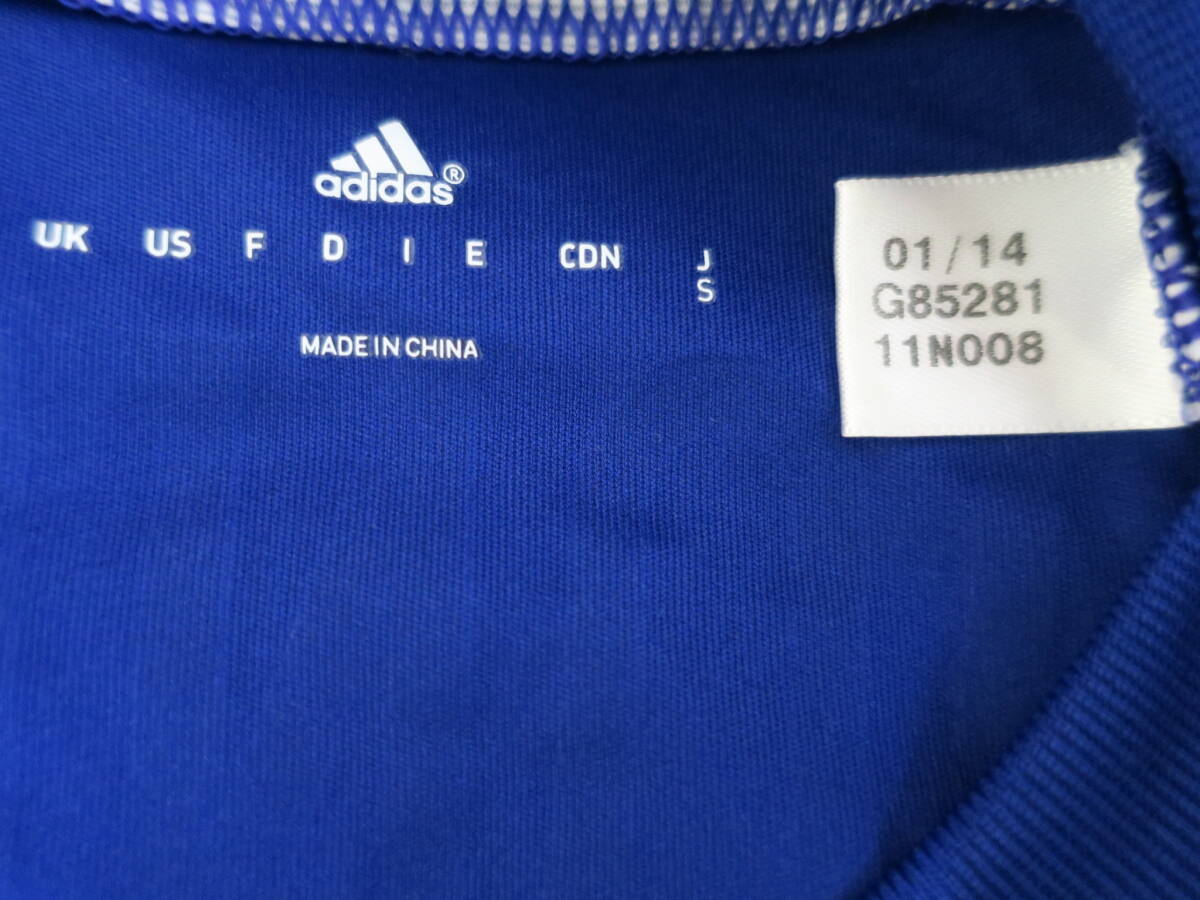 adidas®
UK US F D I E CDN J
S
MADE IN CHINA
01/14
G85281
11N008